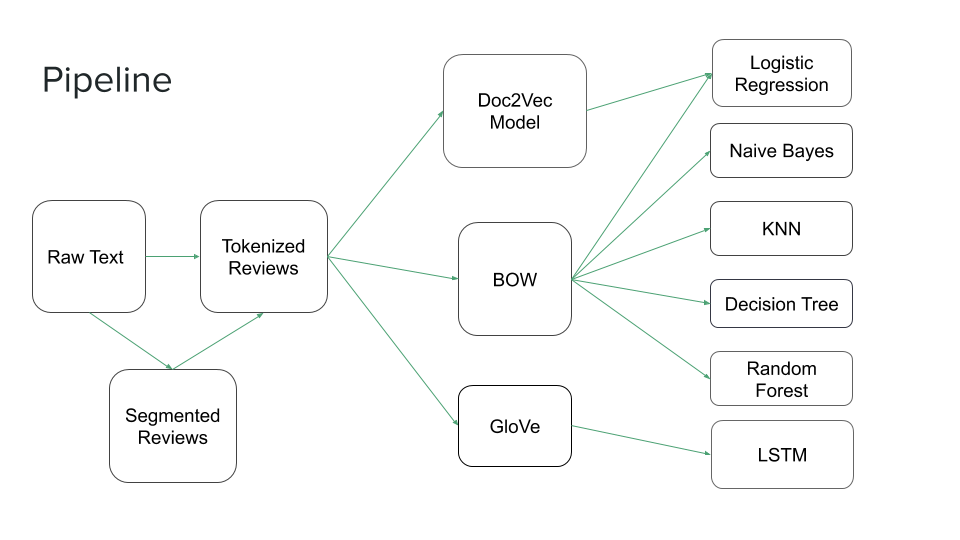 Pipeline
Raw Text
Tokenized
Reviews
Segmented
Reviews
Doc2Vec
Model
BOW
GloVe
Logistic
Regression
Naive Bayes
KNN
Decision Tree
Random
Forest
LSTM